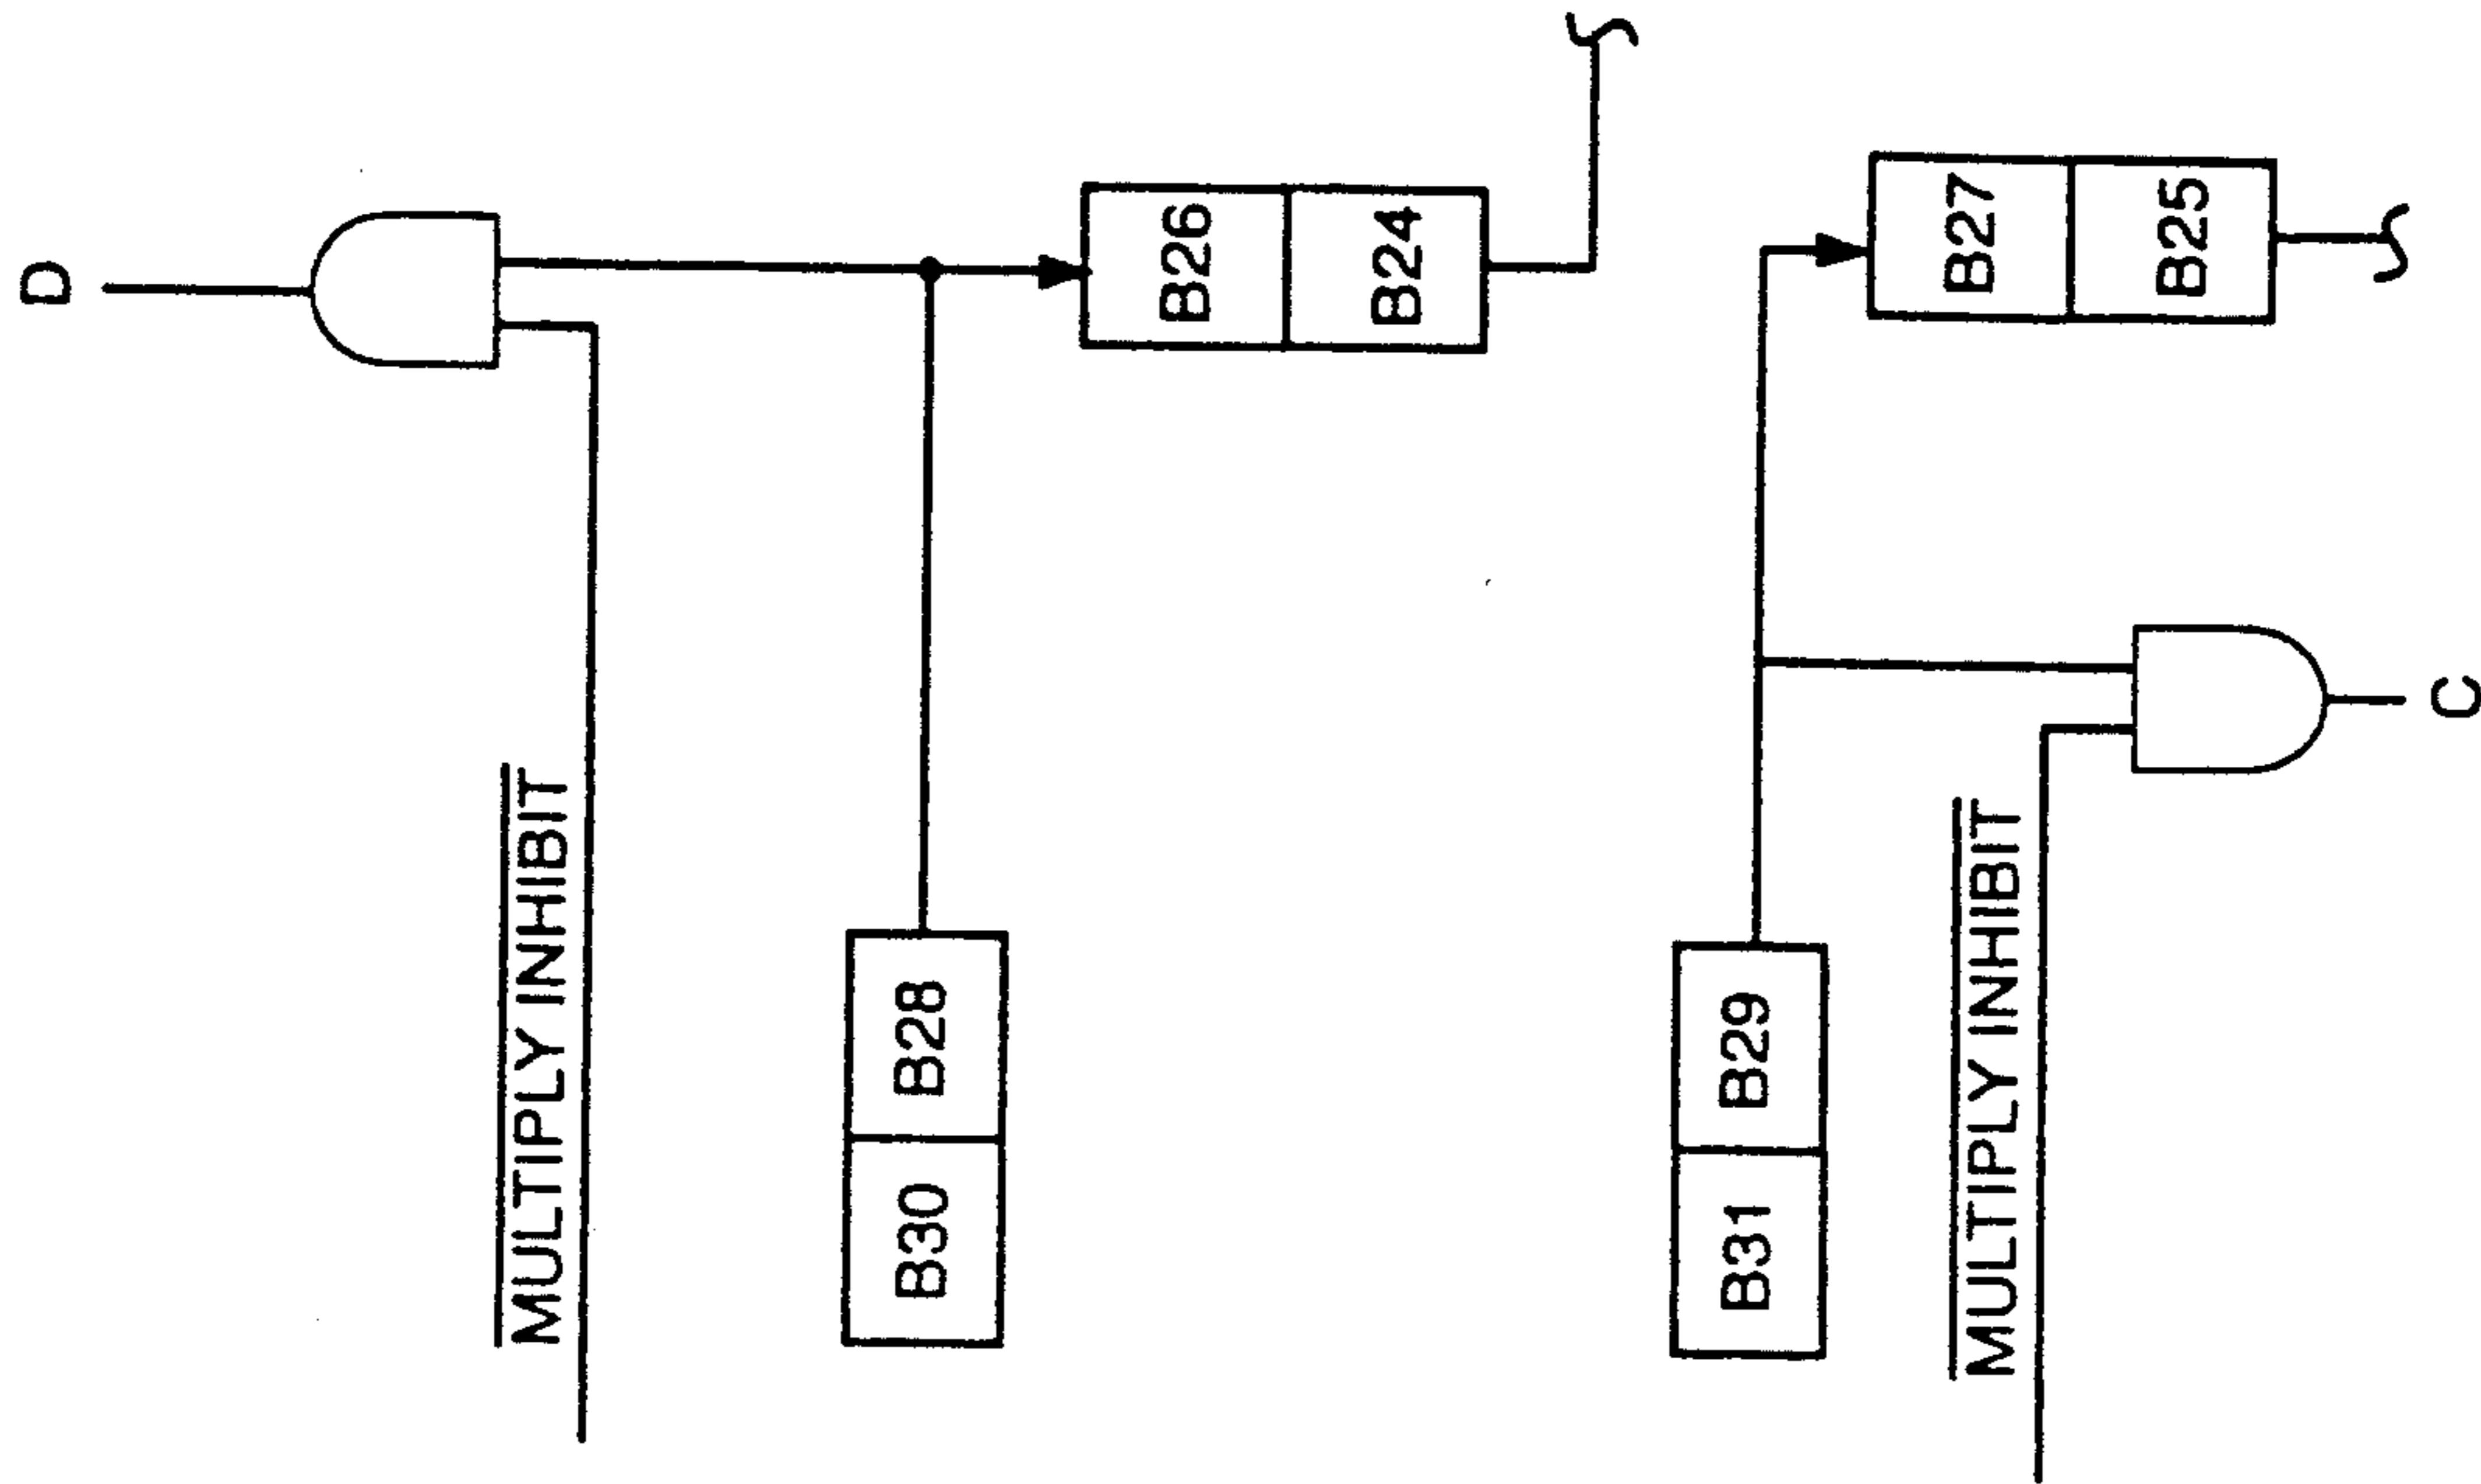 D
MULTIPLY INHIBIT
B30 B28
B26
B24
B31 B29
B27
B25
MULTIPLY INHIBIT
C